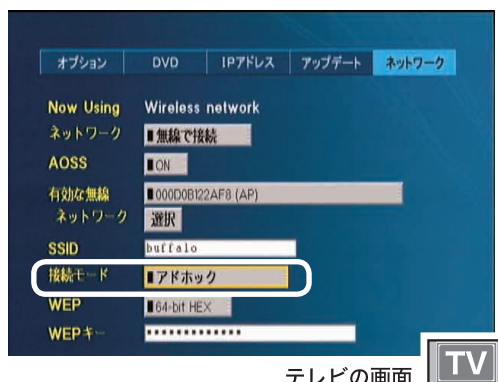 オプション DVD IPアドレス アップデート ネットワーク
Now Using Wireless network
ネットワーク ■無線で接続
AOSS ■ON
有効な無線 ■000D0B122AF8 (AP)
ネットワーク 選択
SSID buffalo
接続モード ■アドホック
WEP ■64-bit HEX
WEPキー *************
テレビの画面 TV